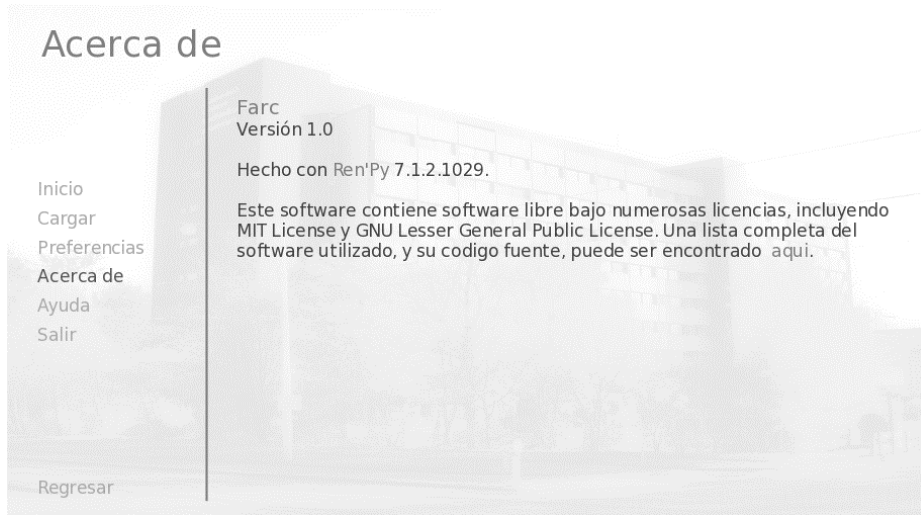 Acerca de
Inicio
Cargar
Preferencias
Acerca de
Ayuda
Salir
Regresar
Farc
Versión 1.0
Hecho con Ren'Py 7.1.2.1029.
Este software contiene software libre bajo numerosas licencias, incluyendo
MIT License y GNU Lesser General Public License. Una lista completa del
software utilizado, y su codigo fuente, puede ser encontrado aqui.